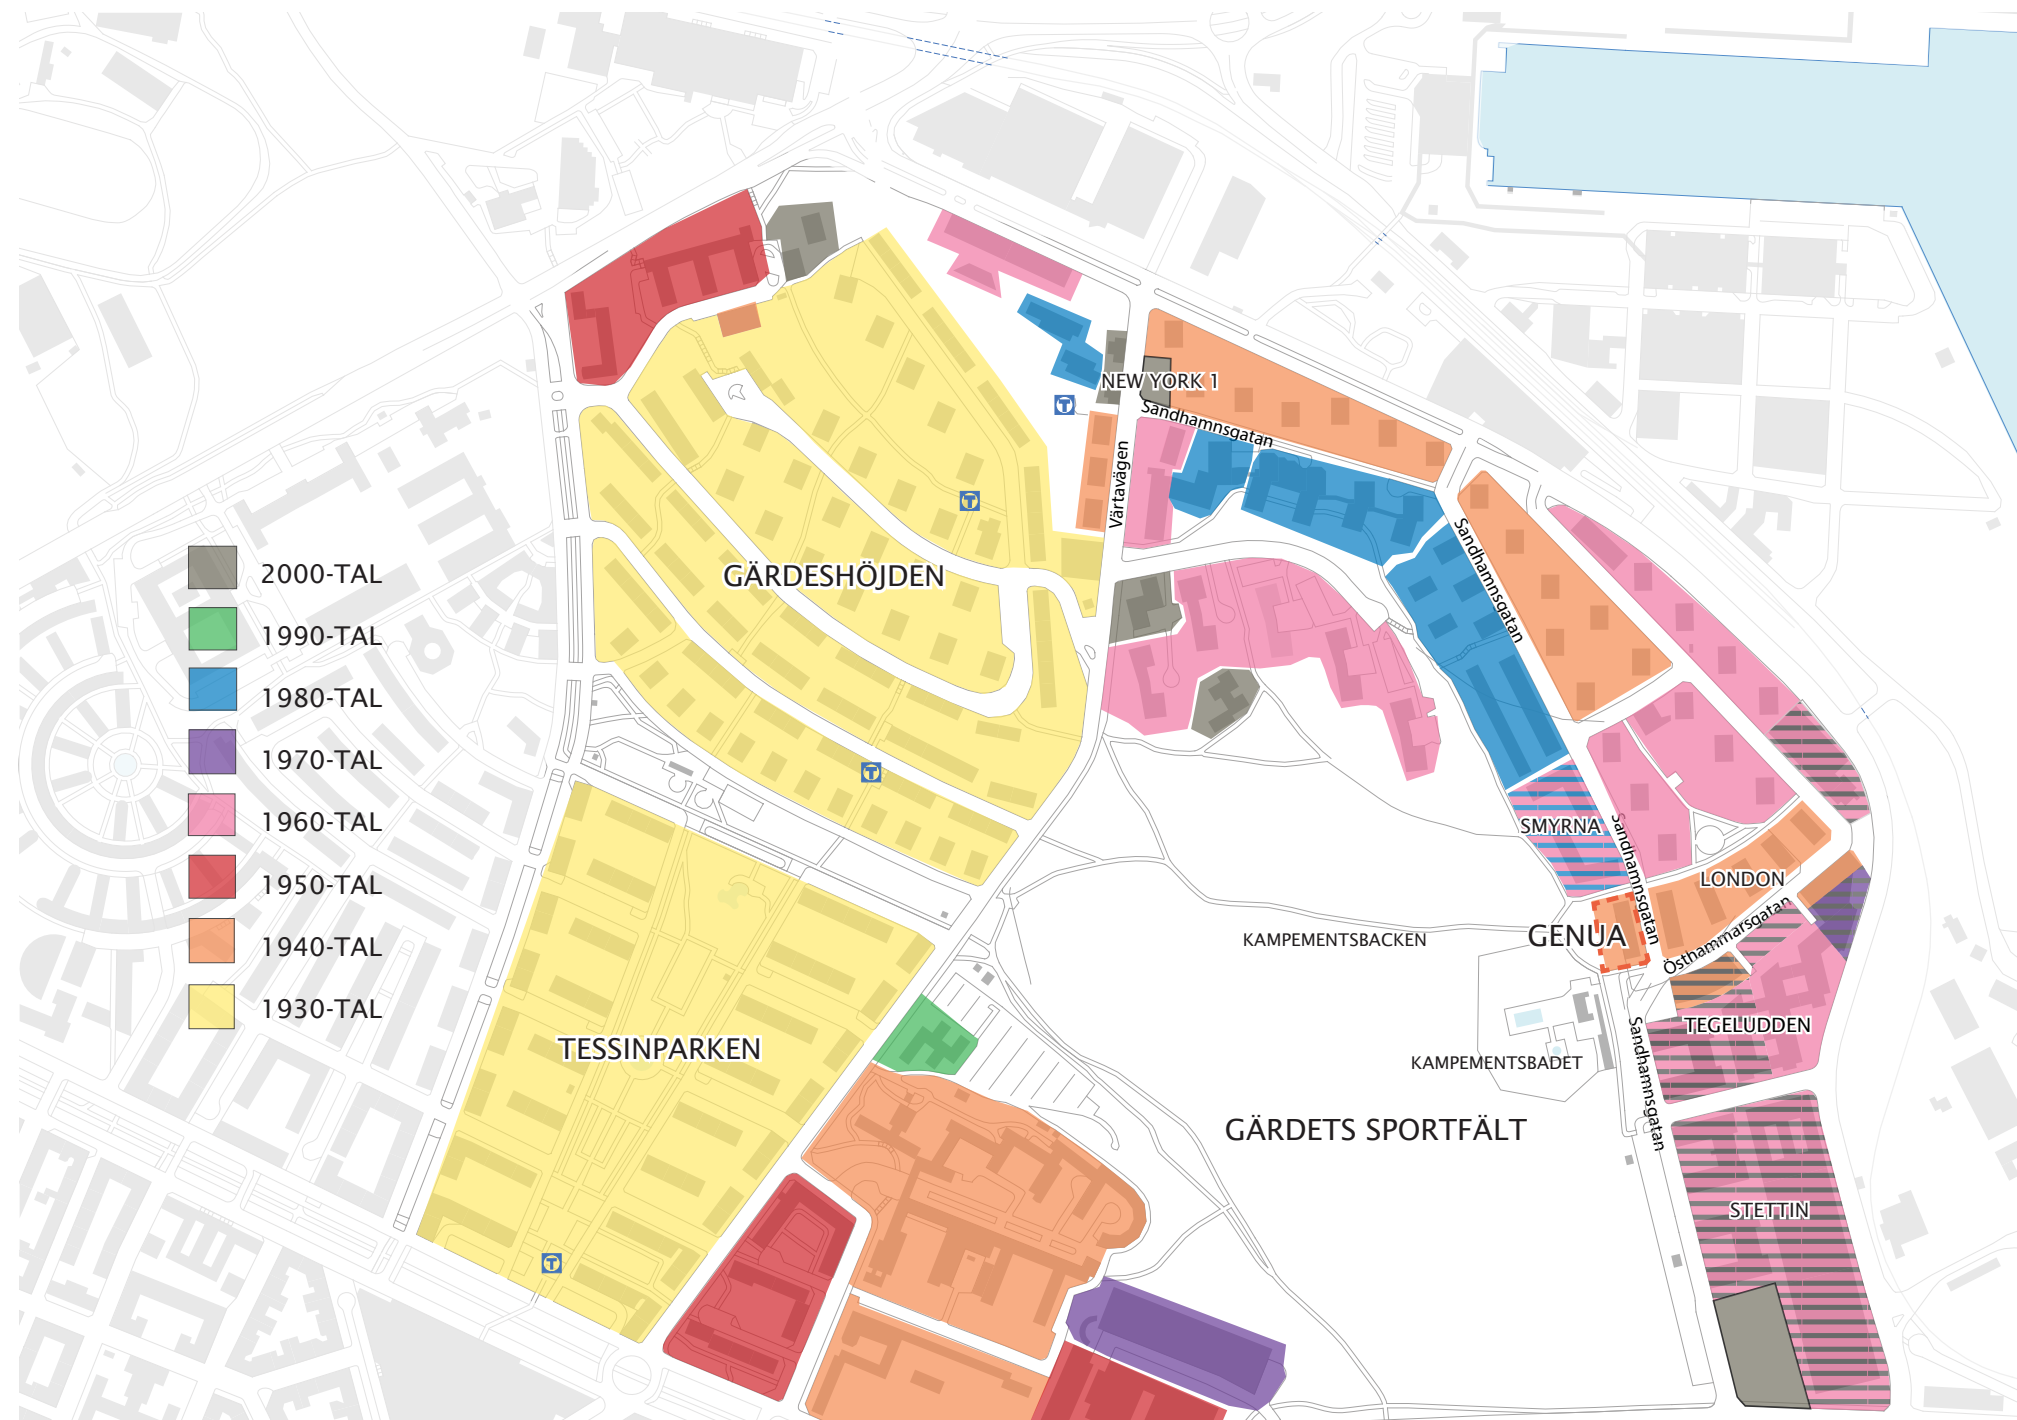 NEW YORK 1
Sandhamnsgatan
Värtavägen
Sandhamnsgatan
GÄRDESHÖJDEN
2000-TAL
1990-TAL
1980-TAL
1970-TAL
1960-TAL
1950-TAL
1940-TAL
1930-TAL
SMYRNA
Sandhamnsgatan
LONDON
GENUA
Östhammarsgatan
KAMPEMENTSBACKEN
TEGELUDDEN
TESSINPARKEN
KAMPEMENTSBADET
Sandhamnsgatan
GÄRDETS SPORTFÄLT
STETTIN
T
T
T
T